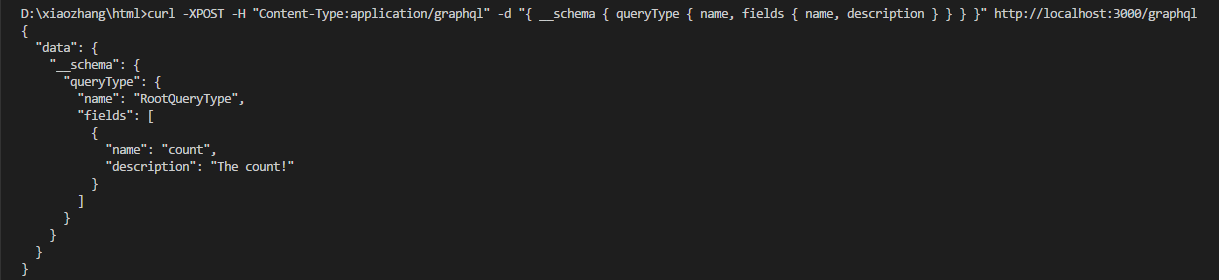 D:\xiaozhang\html>curl -XPOST -H "Content-Type:application/graphql" -d "{ __schema { queryType { name, fields { name, description } } } }" http://localhost:3000/graphql
{
  "data": {
    "__schema": {
      "queryType": {
        "name": "RootQueryType",
        "fields": [
          {
            "name": "count",
            "description": "The count!"
          }
        ]
      }
    }
  }
}